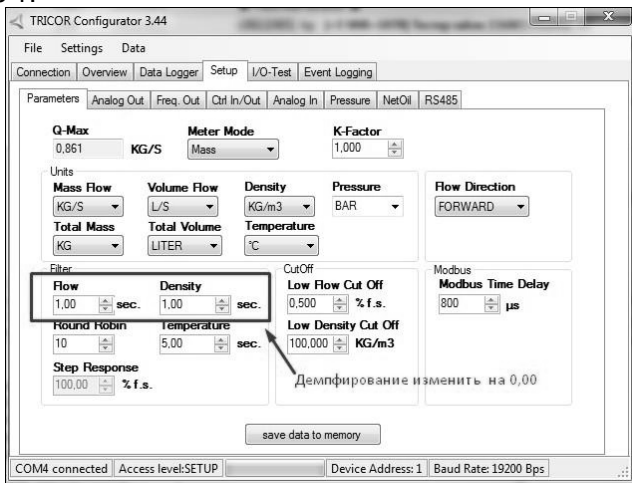 TRICOR Configurator 3.44
File Settings Data
Connection Overview Data Logger Setup I/O-Test Event Logging
Parameters Analog Out Freq. Out Ctrl In/Out Analog In Pressure NetOil RS485
Q-Max Meter Mode K-Factor
0,861 KG/S Mass 1,000
Units
Mass Flow Volume Flow Density Pressure Flow Direction
KG/S L/S KG/m3 BAR FORWARD
Total Mass Total Volume Temperature
KG LITER °C
Filter CutOff Modbus
Flow Density Low Flow Cut Off Modbus Time Delay
1,00 sec. 1,00 sec. 0,500 % f.s. 800 µs
Round Robin Temperature Low Density Cut Off
10 5,00 sec. 100,000 KG/m3
Step Response
100,00 % f.s.
Демпфирование изменить на 0,00
save data to memory
COM4 connected Access level:SETUP Device Address: 1 Baud Rate: 19200 Bps